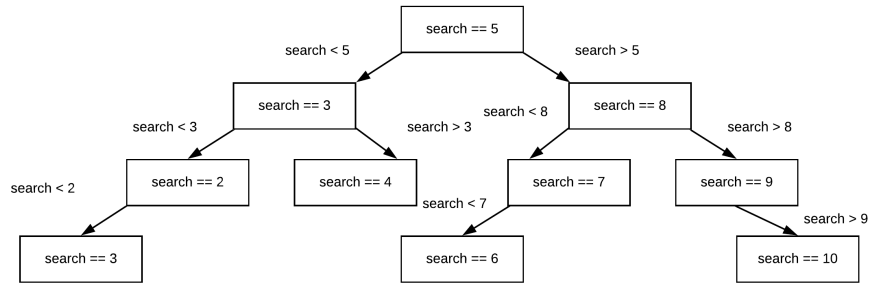 search == 5
search < 5
search > 5
search == 3
search < 8
search == 8
search < 3
search > 3
search > 8
search == 2
search == 4
search == 7
search == 9
search < 2
search < 7
search > 9
search == 3
search == 6
search == 10